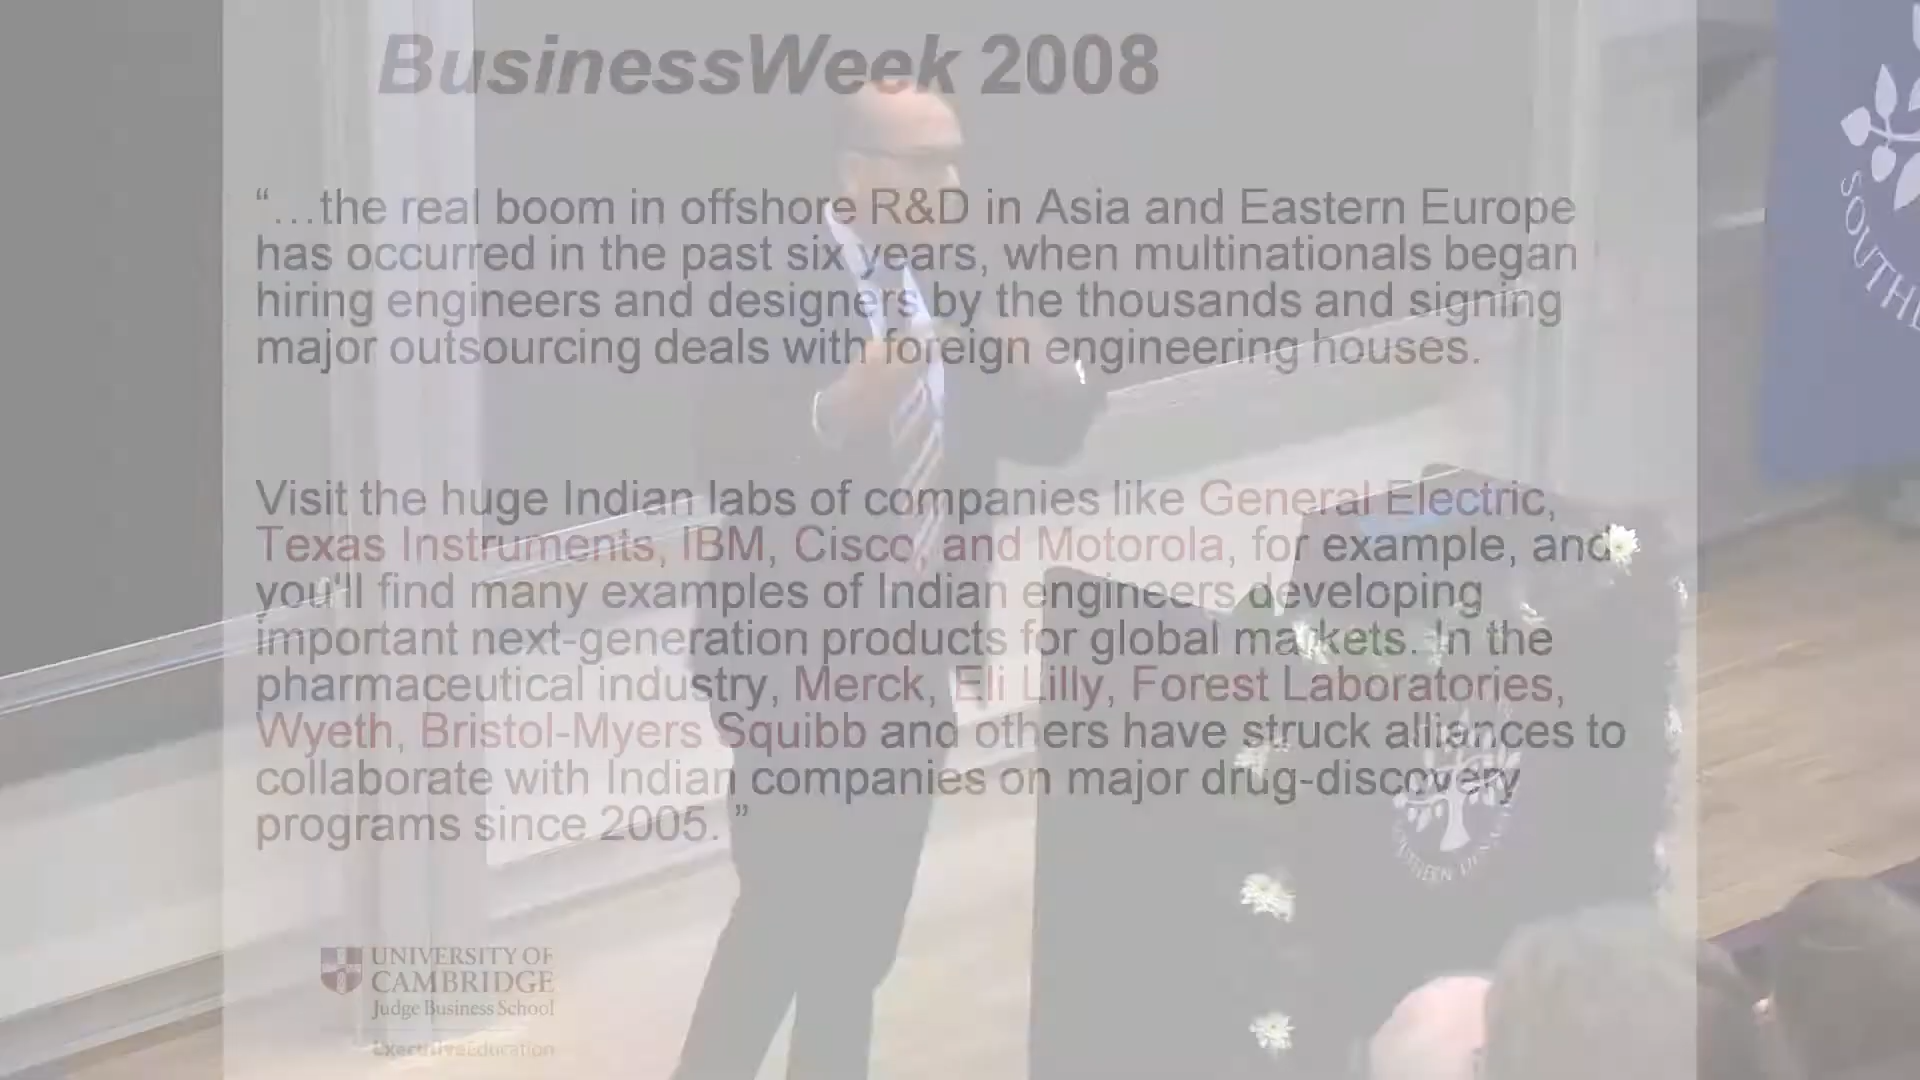 BusinessWeek 2008
“…the real boom in offshore R&D in Asia and Eastern Europe
has occurred in the past six years, when multinationals began
hiring engineers and designers by the thousands and signing
major outsourcing deals with foreign engineering houses.
Visit the huge Indian labs of companies like General Electric,
Texas Instruments, IBM, Cisco, and Motorola, for example, and
you'll find many examples of Indian engineers developing
important next-generation products for global markets. In the
pharmaceutical industry, Merck, Eli Lilly, Forest Laboratories,
Wyeth, Bristol-Myers Squibb and others have struck alliances to
collaborate with Indian companies on major drug-discovery
programs since 2005. ”
UNIVERSITY OF
CAMBRIDGE
Judge Business School
ExecutiveEducation